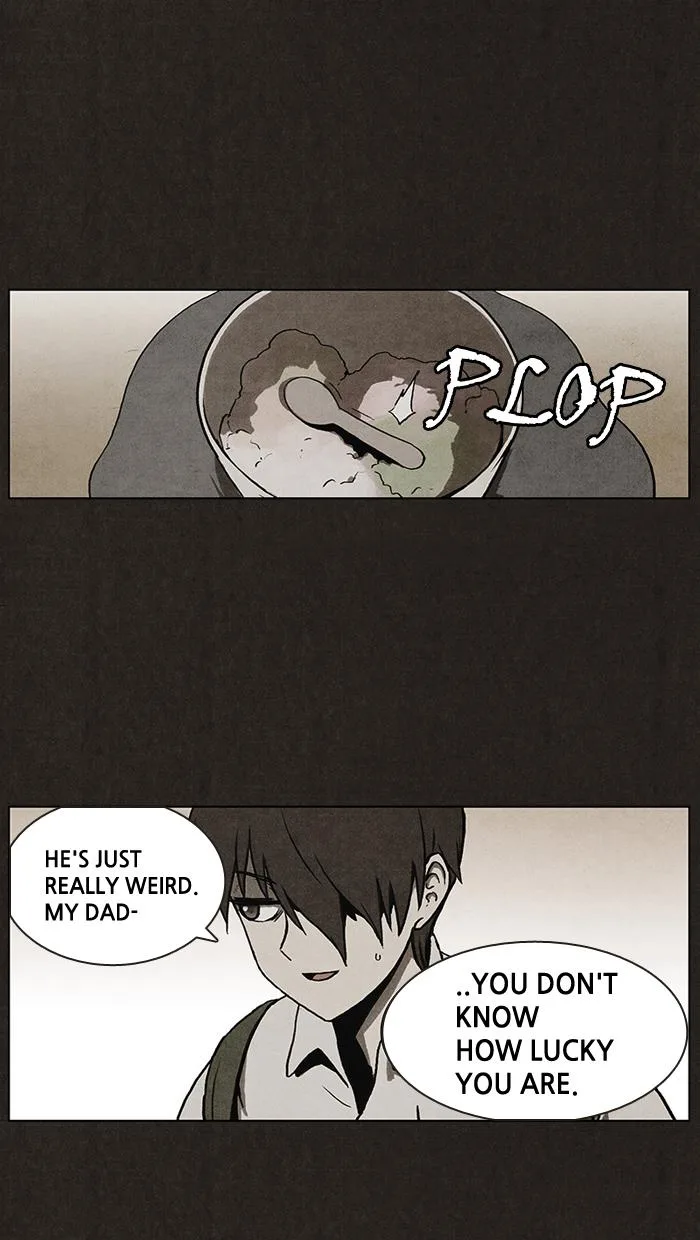 PLOP
HE'S JUST
REALLY WEIRD.
MY DAD-
..YOU DON'T
KNOW
HOW LUCKY
YOU ARE.